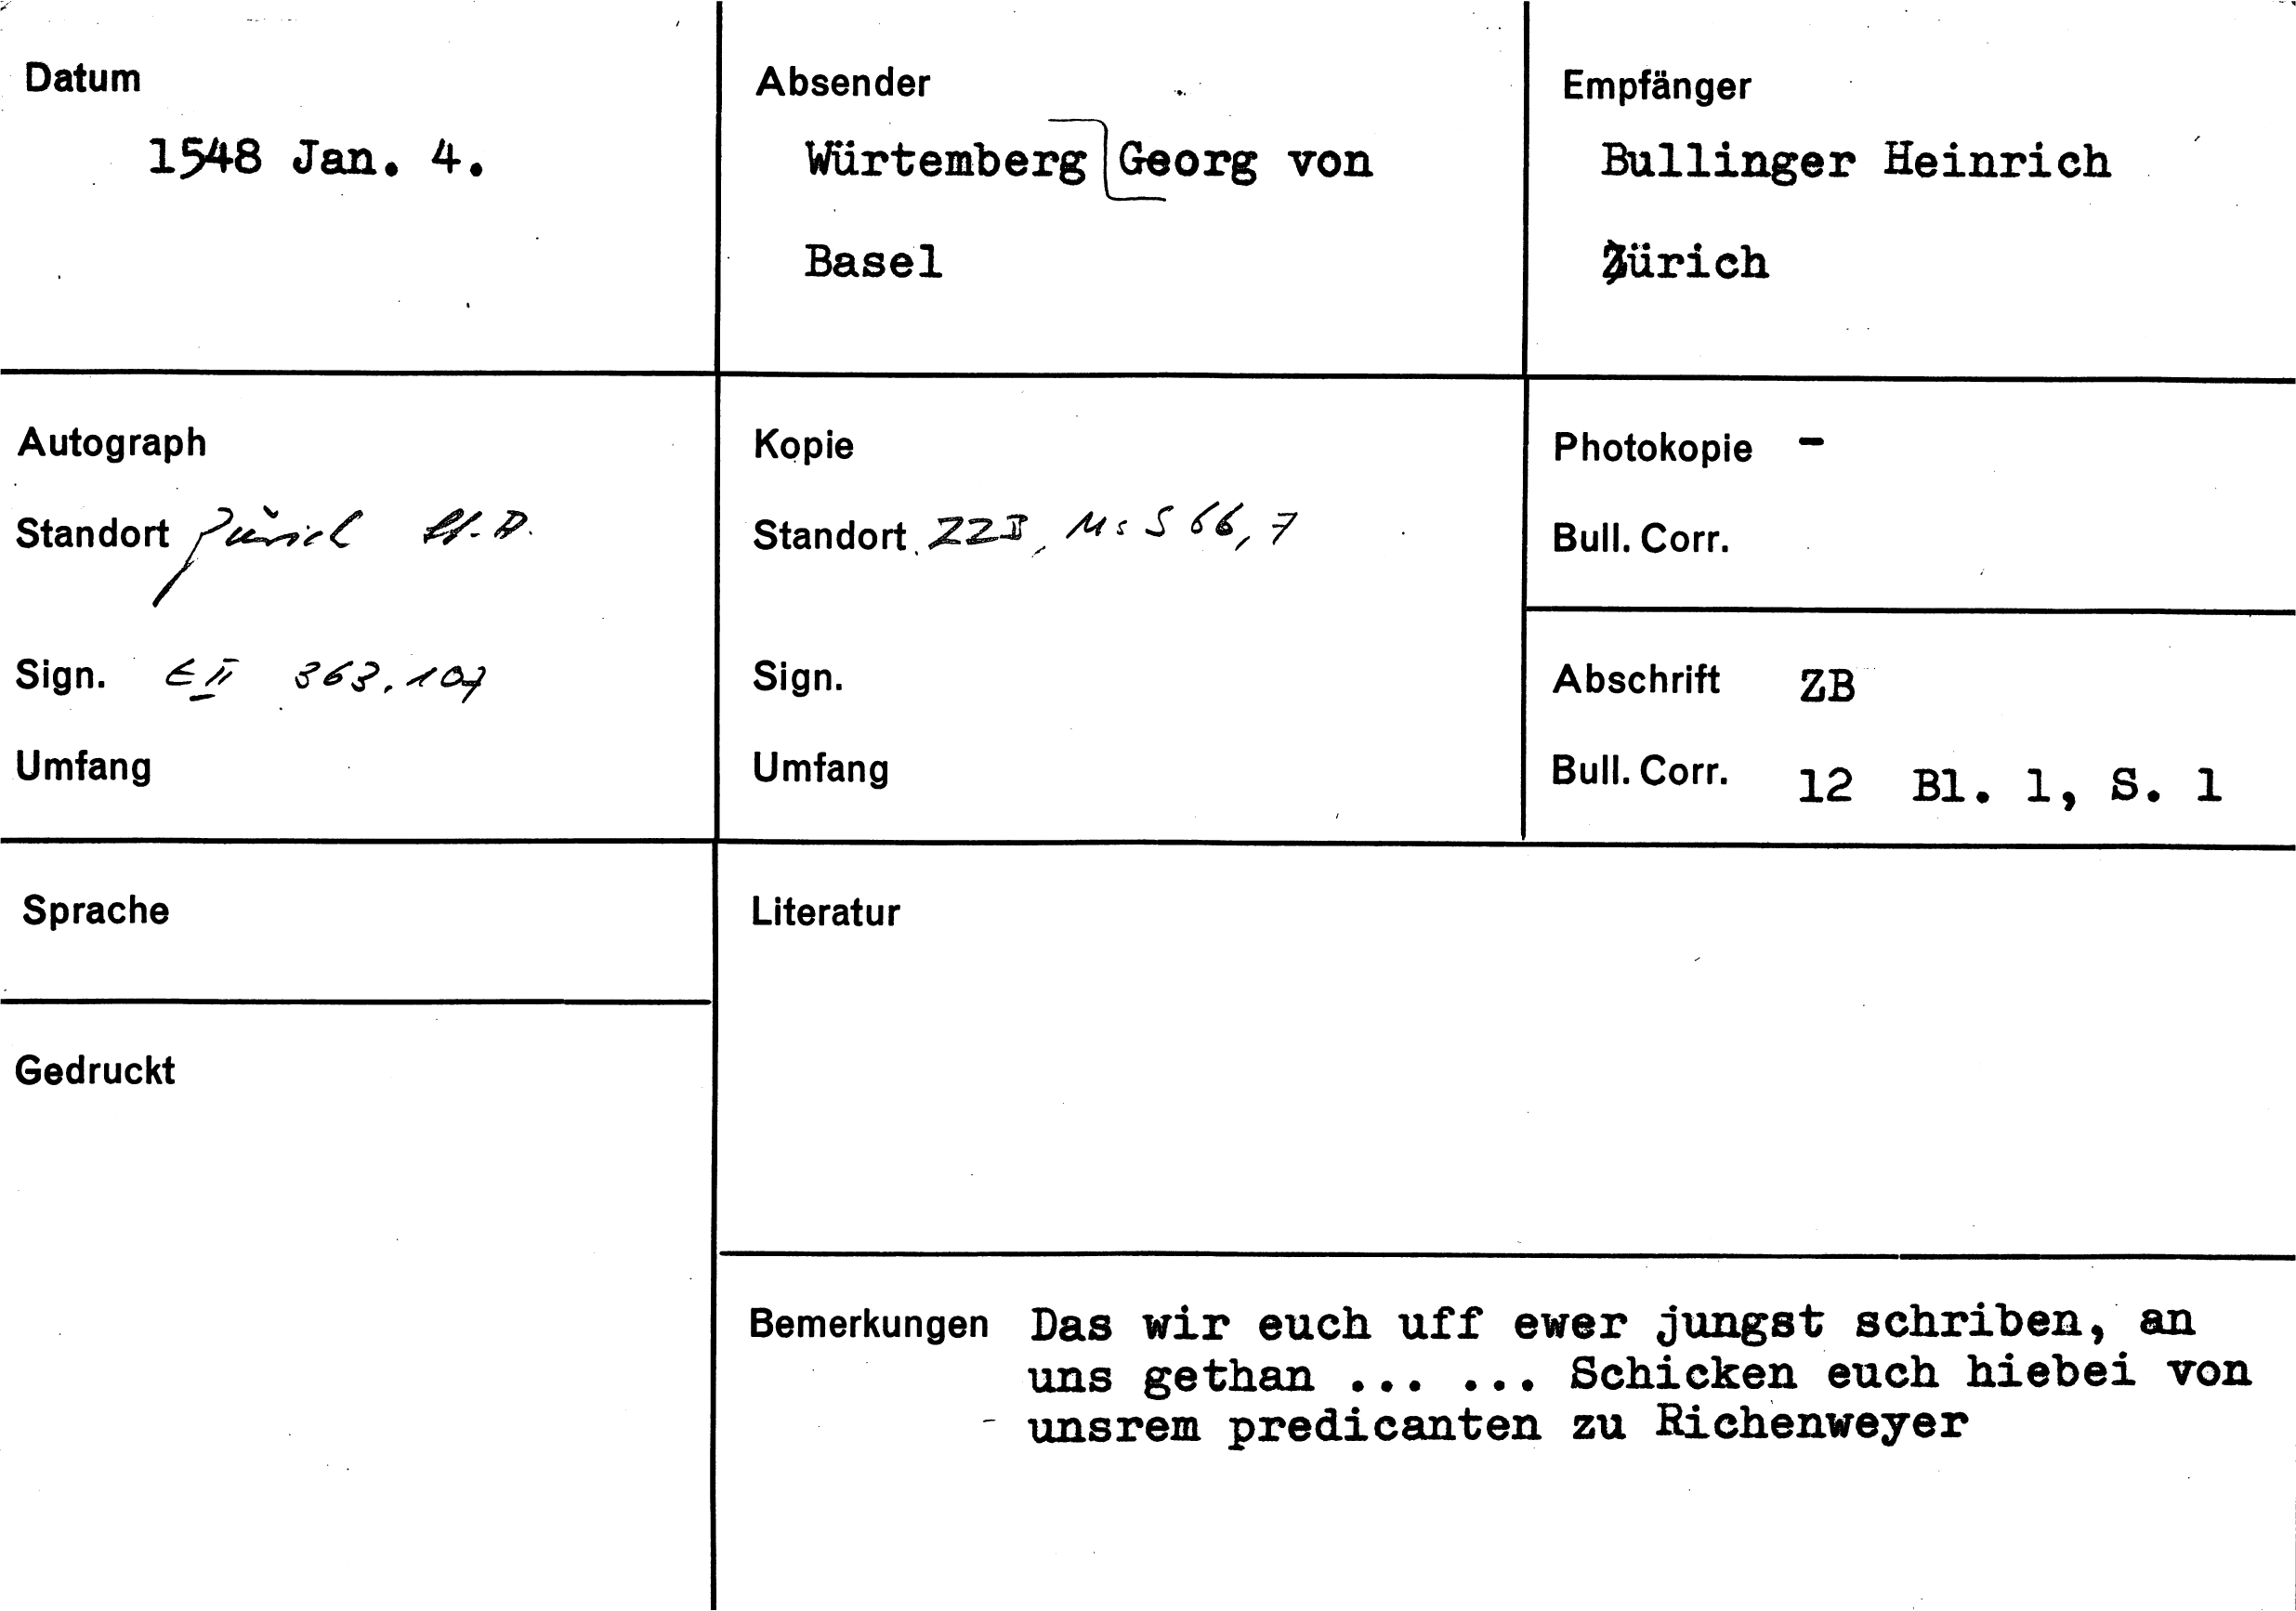 Datum
1548 Jan. 4.
Absender
Würtemberg Georg von
Basel
Empfänger
Bullinger Heinrich
Zürich
Autograph
Standort Zürich St.A.
Sign. E II 363.107
Umfang
Kopie
Standort ZZB, Ms S 66, 7
Sign.
Umfang
Photokopie -
Bull. Corr.
Abschrift ZB
Bull. Corr. 12 Bl. 1, S. 1
Sprache
Gedruckt
Literatur
Bemerkungen Das wir euch uff ewer jungst schriben, an
uns gethan ... ... Schicken euch hiebei von
- unsrem predicanten zu Richenweyer